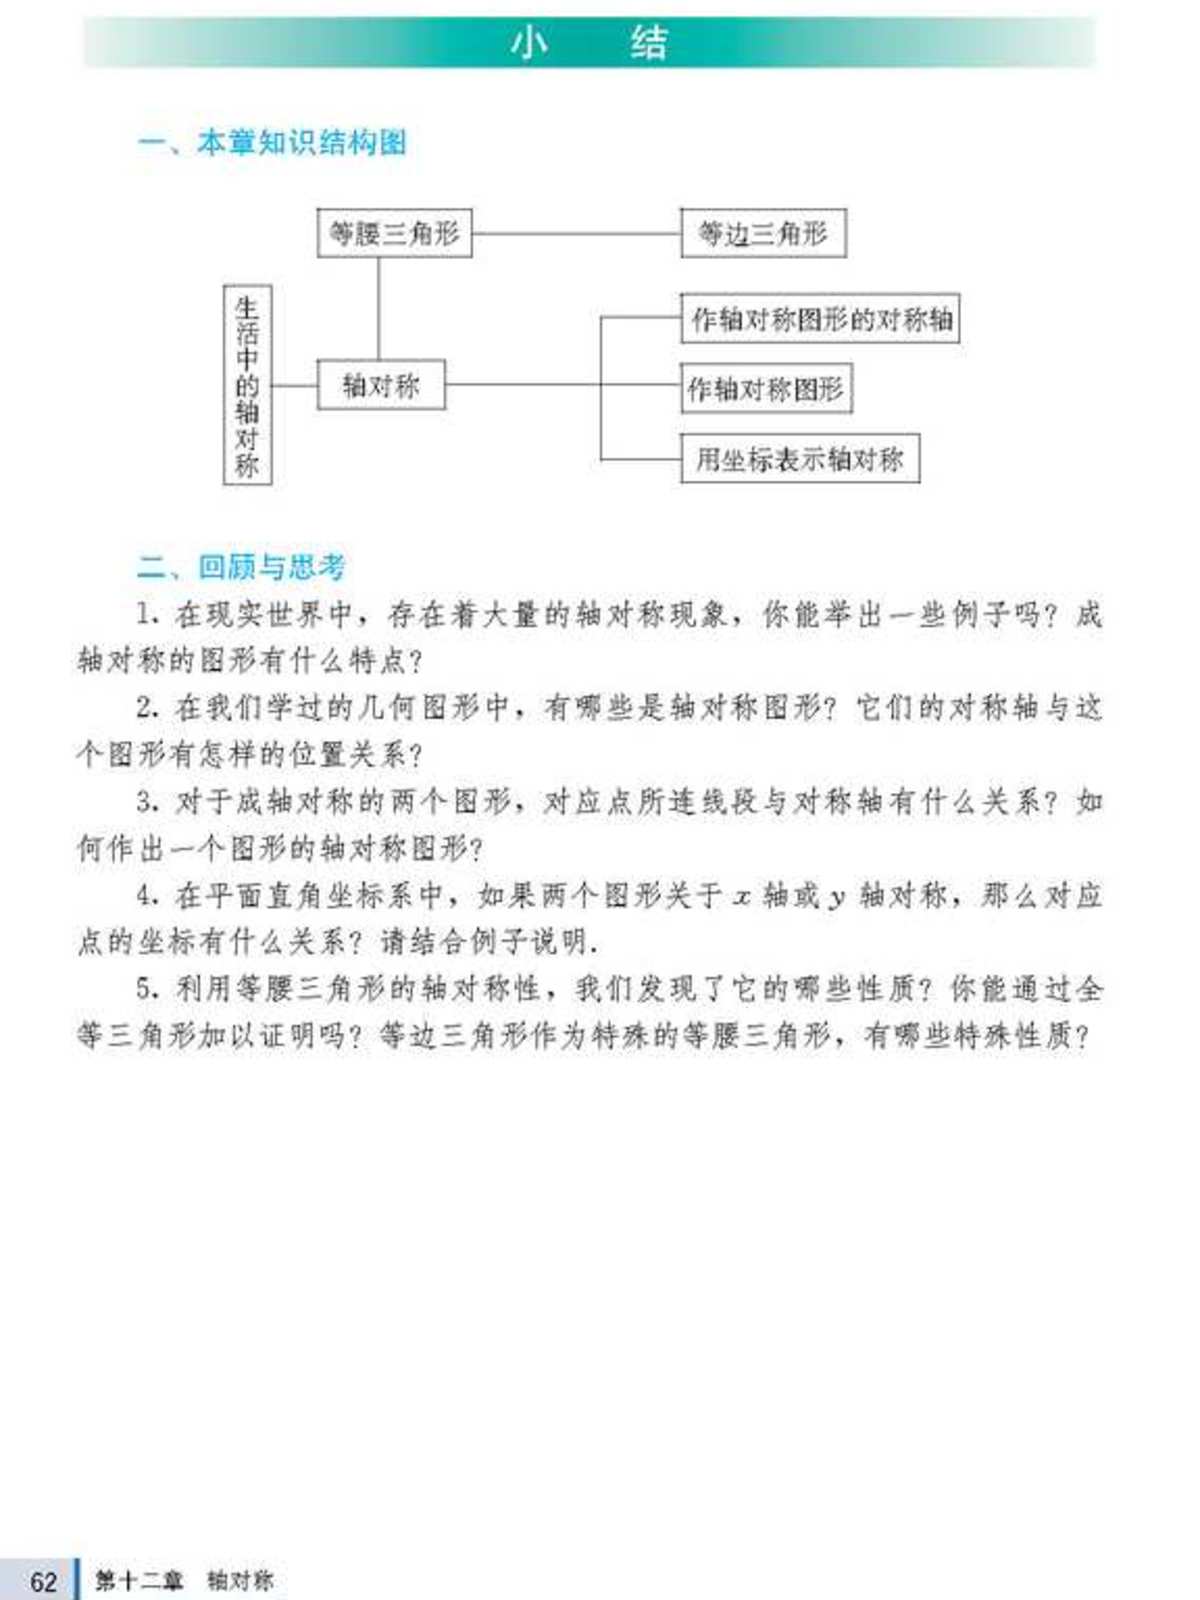 小 结
一、本章知识结构图
等腰三角形
等边三角形
生活中的轴对称
轴对称
作轴对称图形的对称轴
作轴对称图形
用坐标表示轴对称
二、回顾与思考
1. 在现实世界中，存在着大量的轴对称现象，你能举出一些例子吗？成
轴对称的图形有什么特点？
2. 在我们学过的几何图形中，有哪些是轴对称图形？它们的对称轴与这
个图形有怎样的位置关系？
3. 对于成轴对称的两个图形，对应点所连线段与对称轴有什么关系？如
何作出一个图形的轴对称图形？
4. 在平面直角坐标系中，如果两个图形关于 x 轴或 y 轴对称，那么对应
点的坐标有什么关系？请结合例子说明.
5. 利用等腰三角形的轴对称性，我们发现了它的哪些性质？你能通过全
等三角形加以证明吗？等边三角形作为特殊的等腰三角形，有哪些特殊性质？
62 第十二章 轴对称